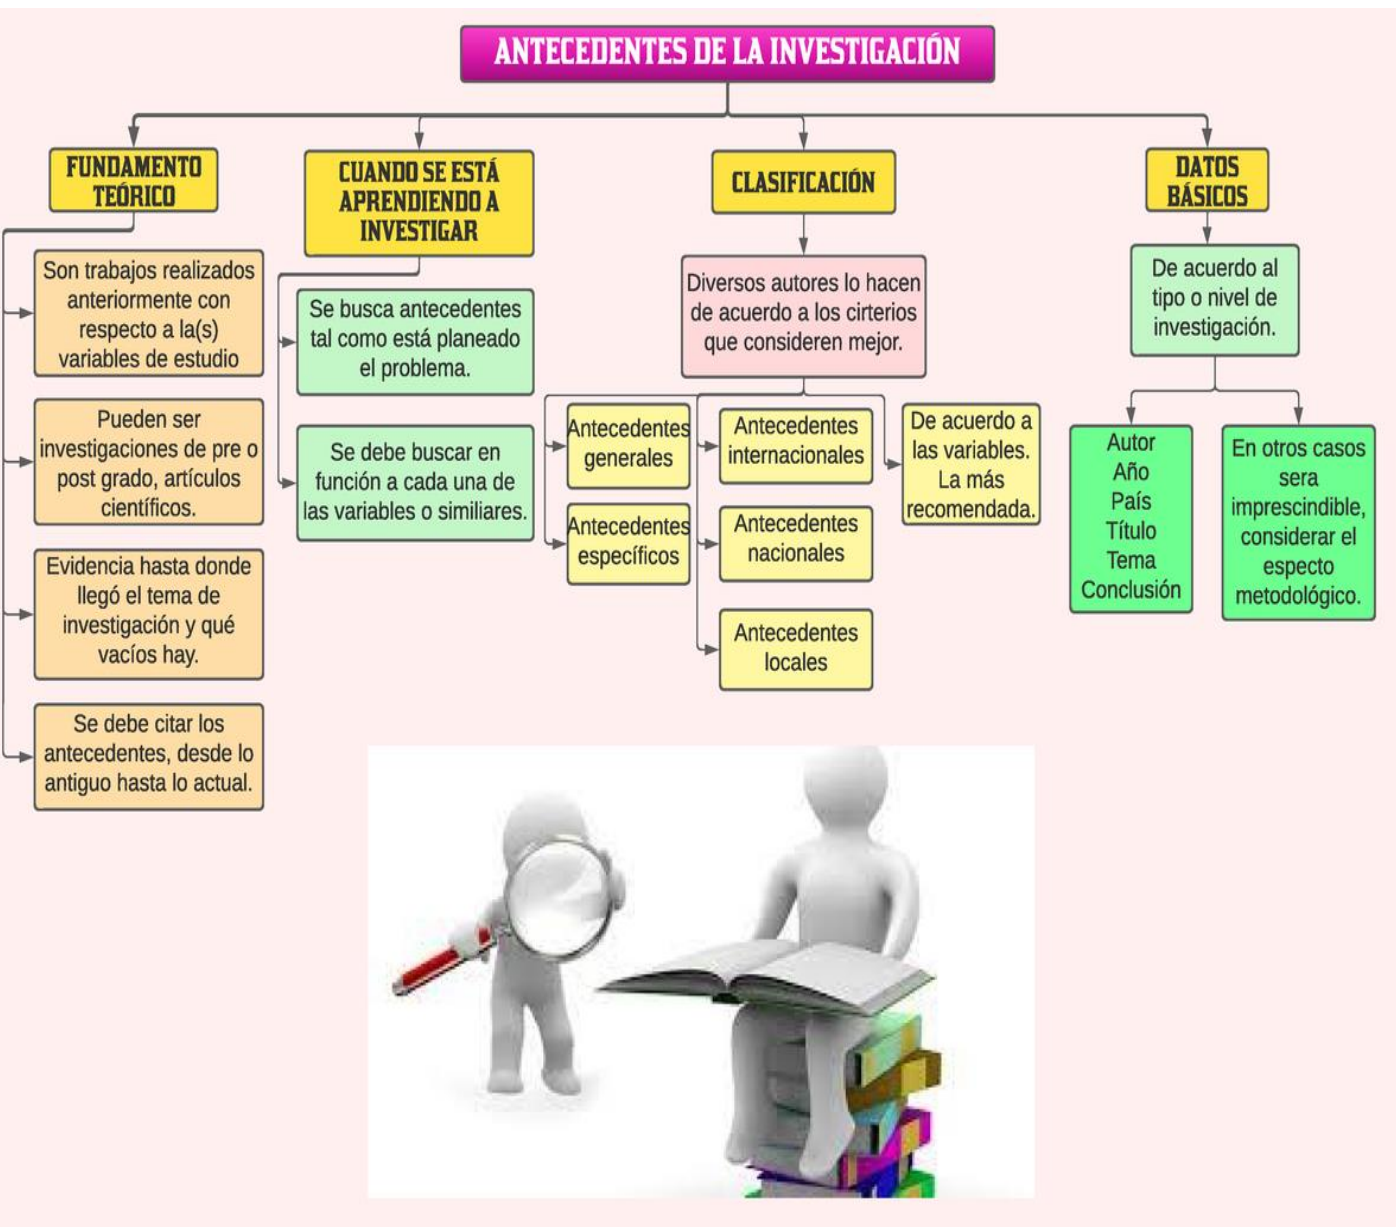 ANTECEDENTES DE LA INVESTIGACIÓN
FUNDAMENTO
TEÓRICO
Son trabajos realizados
anteriormente con
respecto a la(s)
variables de estudio
Pueden ser
investigaciones de pre o
post grado, artículos
científicos.
Evidencia hasta donde
llegó el tema de
investigación y qué
vacíos hay.
Se debe citar los
antecedentes, desde lo
antiguo hasta lo actual.
CUANDO SE ESTÁ
APRENDIENDO A
INVESTIGAR
Se busca antecedentes
tal como está planeado
el problema.
Se debe buscar en
función a cada una de
las variables o similiares.
CLASIFICACIÓN
Diversos autores lo hacen
de acuerdo a los cirterios
que consideren mejor.
Antecedentes
generales
Antecedentes
específicos
Antecedentes
internacionales
Antecedentes
nacionales
Antecedentes
locales
De acuerdo a
las variables.
La más
recomendada.
DATOS
BÁSICOS
De acuerdo al
tipo o nivel de
investigación.
Autor
Año
País
Título
Tema
Conclusión
En otros casos
sera
imprescindible,
considerar el
especto
metodológico.